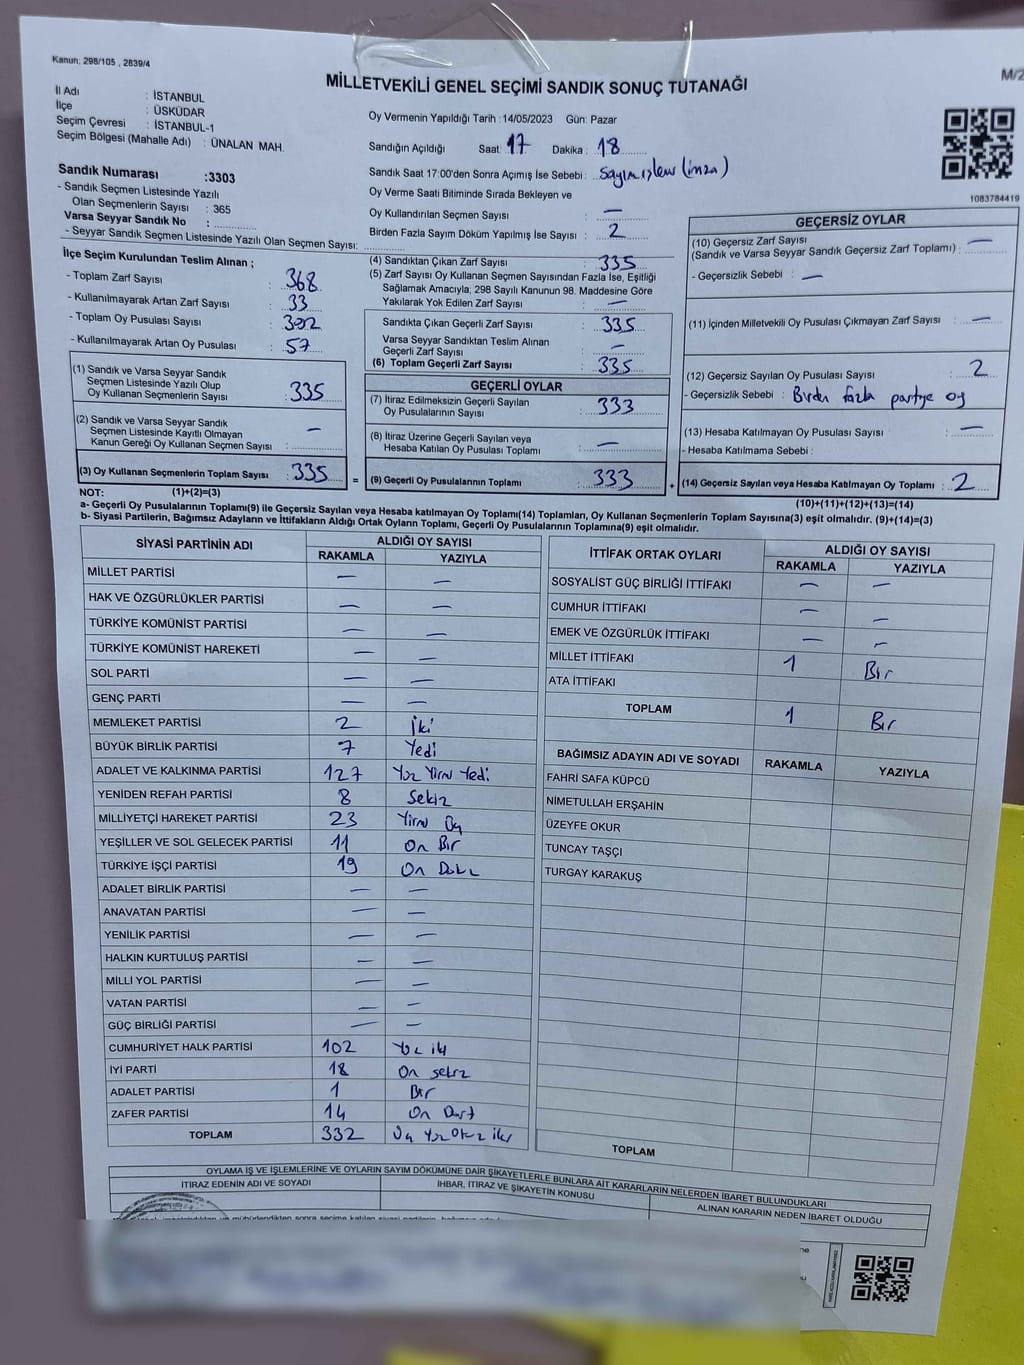 Kanun; 298/105 , 2839/4
M/2
MİLLETVEKİLİ GENEL SEÇİMİ SANDIK SONUÇ TUTANAĞI
İl Adı : İSTANBUL
İlçe : ÜSKÜDAR
Seçim Çevresi : İSTANBUL-1
Seçim Bölgesi (Mahalle Adı) : ÜNALAN MAH.
Sandık Numarası :3303
- Sandık Seçmen Listesinde Yazılı
Olan Seçmenlerin Sayısı : 365
Varsa Seyyar Sandık No :
- Seyyar Sandık Seçmen Listesinde Yazılı Olan Seçmen Sayısı:
Oy Vermenin Yapıldığı Tarih :14/05/2023 Gün: Pazar
Sandığın Açıldığı Saat: 17 Dakika : 18
Sandık Saat 17:00'den Sonra Açılmış İse Sebebi : Sayım işlem (imza)
Oy Verme Saati Bitiminde Sırada Bekleyen ve
Oy Kullandırılan Seçmen Sayısı : —
Birden Fazla Sayım Döküm Yapılmış İse Sayısı : 2
1083784419
İlçe Seçim Kurulundan Teslim Alınan ;
- Toplam Zarf Sayısı : 368
- Kullanılmayarak Artan Zarf Sayısı : 33
- Toplam Oy Pusulası Sayısı : 392
- Kullanılmayarak Artan Oy Pusulası : 57
(1) Sandık ve Varsa Seyyar Sandık
Seçmen Listesinde Yazılı Olup
Oy Kullanan Seçmenlerin Sayısı : 335
(2) Sandık ve Varsa Seyyar Sandık
Seçmen Listesinde Kayıtlı Olmayan
Kanun Gereği Oy Kullanan Seçmen Sayısı : —
(3) Oy Kullanan Seçmenlerin Toplam Sayısı : 335 =
(4) Sandıktan Çıkan Zarf Sayısı : 335
(5) Zarf Sayısı Oy Kullanan Seçmen Sayısından Fazla İse, Eşitliği
Sağlamak Amacıyla; 298 Sayılı Kanunun 98. Maddesine Göre
Yakılarak Yok Edilen Zarf Sayısı : —
Sandıkta Çıkan Geçerli Zarf Sayısı : 335
Varsa Seyyar Sandıktan Teslim Alınan
Geçerli Zarf Sayısı : —
(6) Toplam Geçerli Zarf Sayısı : 335
GEÇERLİ OYLAR
(7) İtiraz Edilmeksizin Geçerli Sayılan
Oy Pusulalarının Sayısı : 333
(8) İtiraz Üzerine Geçerli Sayılan veya
Hesaba Katılan Oy Pusulası Toplamı : —
(9) Geçerli Oy Pusulalarının Toplamı : 333 +
GEÇERSİZ OYLAR
(10) Geçersiz Zarf Sayısı
(Sandık ve Varsa Seyyar Sandık Geçersiz Zarf Toplamı) : —
- Geçersizlik Sebebi : —
(11) İçinden Milletvekili Oy Pusulası Çıkmayan Zarf Sayısı : —
(12) Geçersiz Sayılan Oy Pusulası Sayısı : 2
- Geçersizlik Sebebi : Birden fazla partiye oy
(13) Hesaba Katılmayan Oy Pusulası Sayısı : —
- Hesaba Katılmama Sebebi :
(14) Geçersiz Sayılan veya Hesaba Katılmayan Oy Toplamı : 2
NOT: (1)+(2)=(3)
(10)+(11)+(12)+(13)=(14)
a- Geçerli Oy Pusulalarının Toplamı(9) ile Geçersiz Sayılan veya Hesaba katılmayan Oy Toplamı(14) Toplamları, Oy Kullanan Seçmenlerin Toplam Sayısına(3) eşit olmalıdır. (9)+(14)=(3)
b- Siyasi Partilerin, Bağımsız Adayların ve İttifakların Aldığı Ortak Oyların Toplamı, Geçerli Oy Pusulalarının Toplamına(9) eşit olmalıdır.
SİYASİ PARTİNİN ADI ALDIĞI OY SAYISI
RAKAMLA YAZIYLA
MİLLET PARTİSİ — —
HAK VE ÖZGÜRLÜKLER PARTİSİ — —
TÜRKİYE KOMÜNİST PARTİSİ — —
TÜRKİYE KOMÜNİST HAREKETİ — —
SOL PARTİ — —
GENÇ PARTİ — —
MEMLEKET PARTİSİ 2 İki
BÜYÜK BİRLİK PARTİSİ 7 Yedi
ADALET VE KALKINMA PARTİSİ 127 Yüz Yirmi Yedi
YENİDEN REFAH PARTİSİ 8 Sekiz
MİLLİYETÇİ HAREKET PARTİSİ 23 Yirmi Üç
YEŞİLLER VE SOL GELECEK PARTİSİ 11 On Bir
TÜRKİYE İŞÇİ PARTİSİ 19 On Dokuz
ADALET BİRLİK PARTİSİ — —
ANAVATAN PARTİSİ — —
YENİLİK PARTİSİ — —
HALKIN KURTULUŞ PARTİSİ — —
MİLLİ YOL PARTİSİ — —
VATAN PARTİSİ — —
GÜÇ BİRLİĞİ PARTİSİ — —
CUMHURİYET HALK PARTİSİ 102 Yüz iki
İYİ PARTİ 18 On sekiz
ADALET PARTİSİ 1 Bir
ZAFER PARTİSİ 14 On Dört
TOPLAM 332 Üç Yüz Otuz iki
İTTİFAK ORTAK OYLARI ALDIĞI OY SAYISI
RAKAMLA YAZIYLA
SOSYALİST GÜÇ BİRLİĞİ İTTİFAKI — —
CUMHUR İTTİFAKI — —
EMEK VE ÖZGÜRLÜK İTTİFAKI — —
MİLLET İTTİFAKI 1 Bir
ATA İTTİFAKI
TOPLAM 1 Bir
BAĞIMSIZ ADAYIN ADI VE SOYADI RAKAMLA YAZIYLA
FAHRİ SAFA KÜPCÜ
NİMETULLAH ERŞAHİN
ÜZEYFE OKUR
TUNCAY TAŞÇI
TURGAY KARAKUŞ
TOPLAM
OYLAMA İŞ VE İŞLEMLERİNE VE OYLARIN SAYIM DÖKÜMÜNE DAİR ŞİKAYETLERLE BUNLARA AİT KARARLARIN NELERDEN İBARET BULUNDUKLARI
İTİRAZ EDENİN ADI VE SOYADI İHBAR, İTİRAZ VE ŞİKAYETİN KONUSU ALINAN KARARIN NEDEN İBARET OLDUĞU